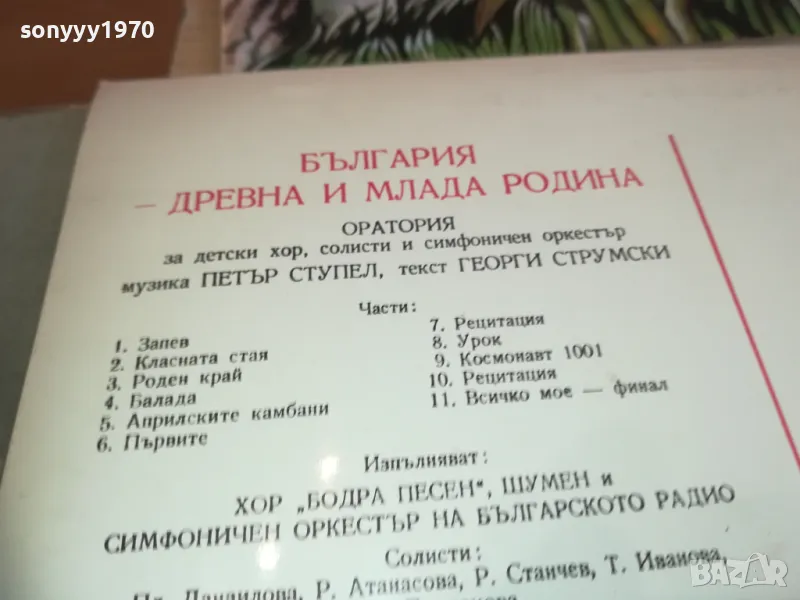 sonyyy1970
БЪЛГАРИЯ
— ДРЕВНА И МЛАДА РОДИНА
ОРАТОРИЯ
за детски хор, солисти и симфоничен оркестър
музика ПЕТЪР СТУПЕЛ, текст ГЕОРГИ СТРУМСКИ
Части:
1. Запев
2. Класната стая
3. Роден край
4. Балада
5. Априлските камбани
6. Първите
7. Рецитация
8. Урок
9. Космонавт 1001
10. Рецитация
11. Всичко мое — финал
Изпълняват:
ХОР „БОДРА ПЕСЕН", ШУМЕН и
СИМФОНИЧЕН ОРКЕСТЪР НА БЪЛГАРСКОТО РАДИО
Солисти:
Данаилова, Р. Атанасова, Р. Станчев, Т. Иванова,
bazar